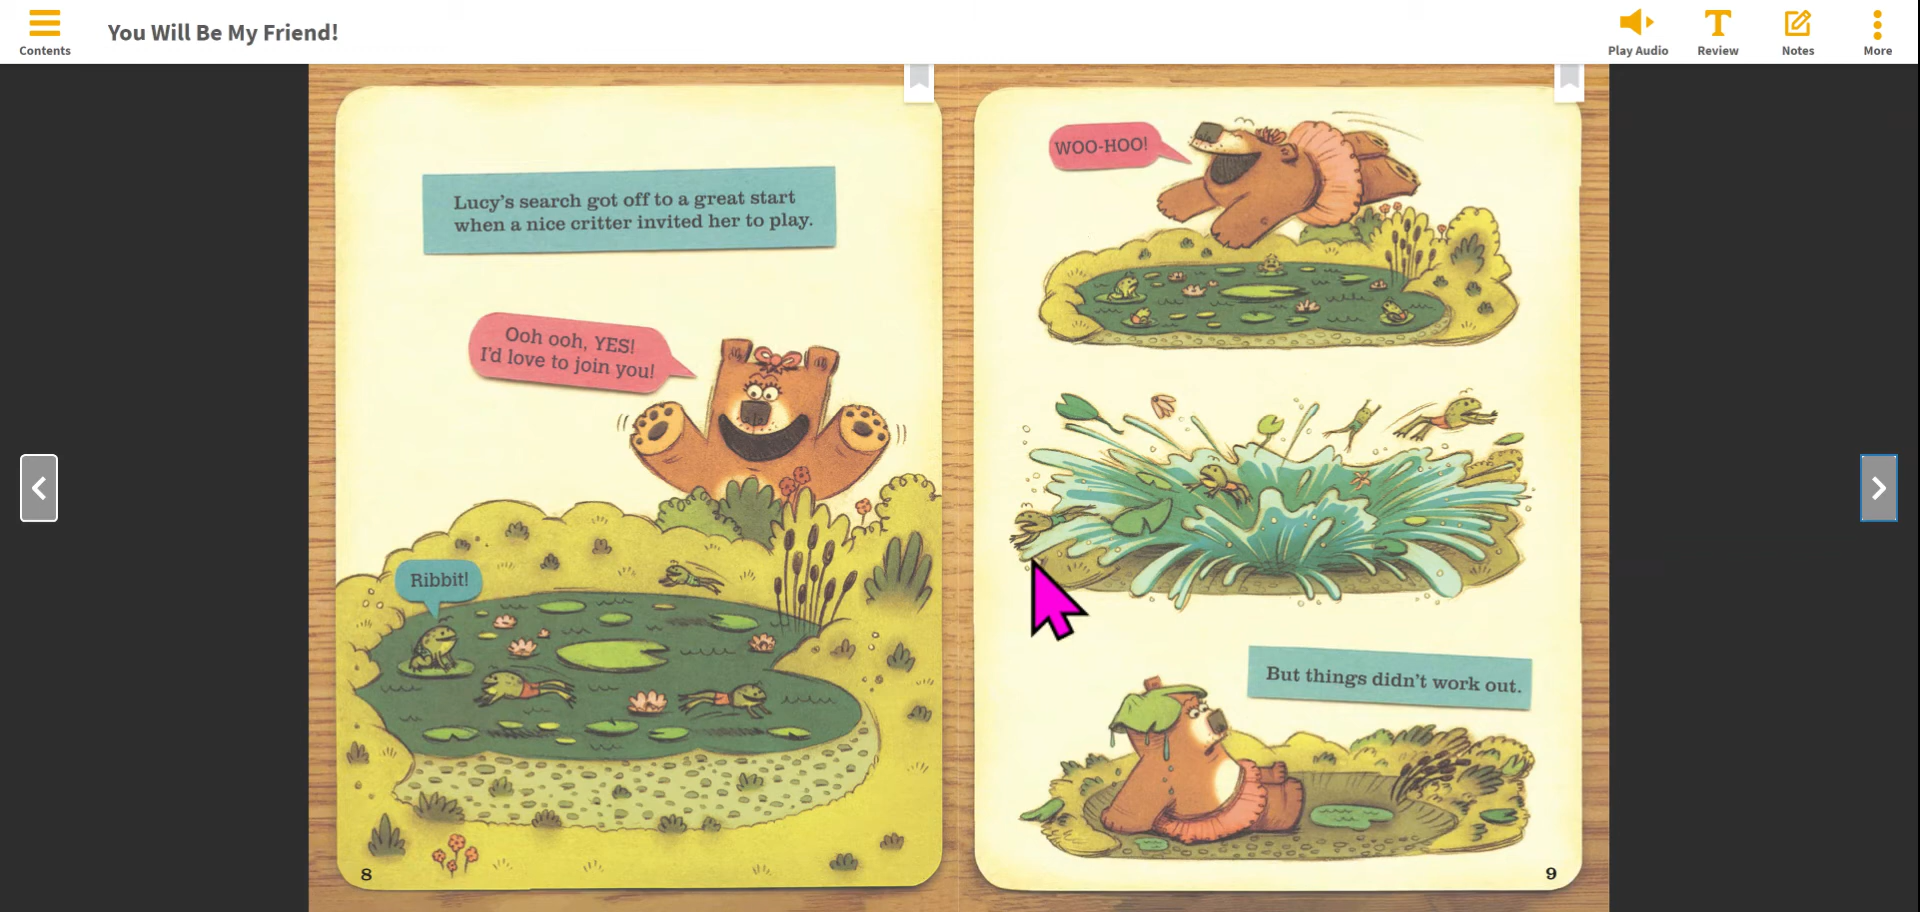 Contents
You Will Be My Friend!
Play Audio
Review
Notes
More
Lucy's search got off to a great start
when a nice critter invited her to play.
Ooh ooh, YES!
I'd love to join you!
Ribbit!
8
WOO-HOO!
But things didn't work out.
9